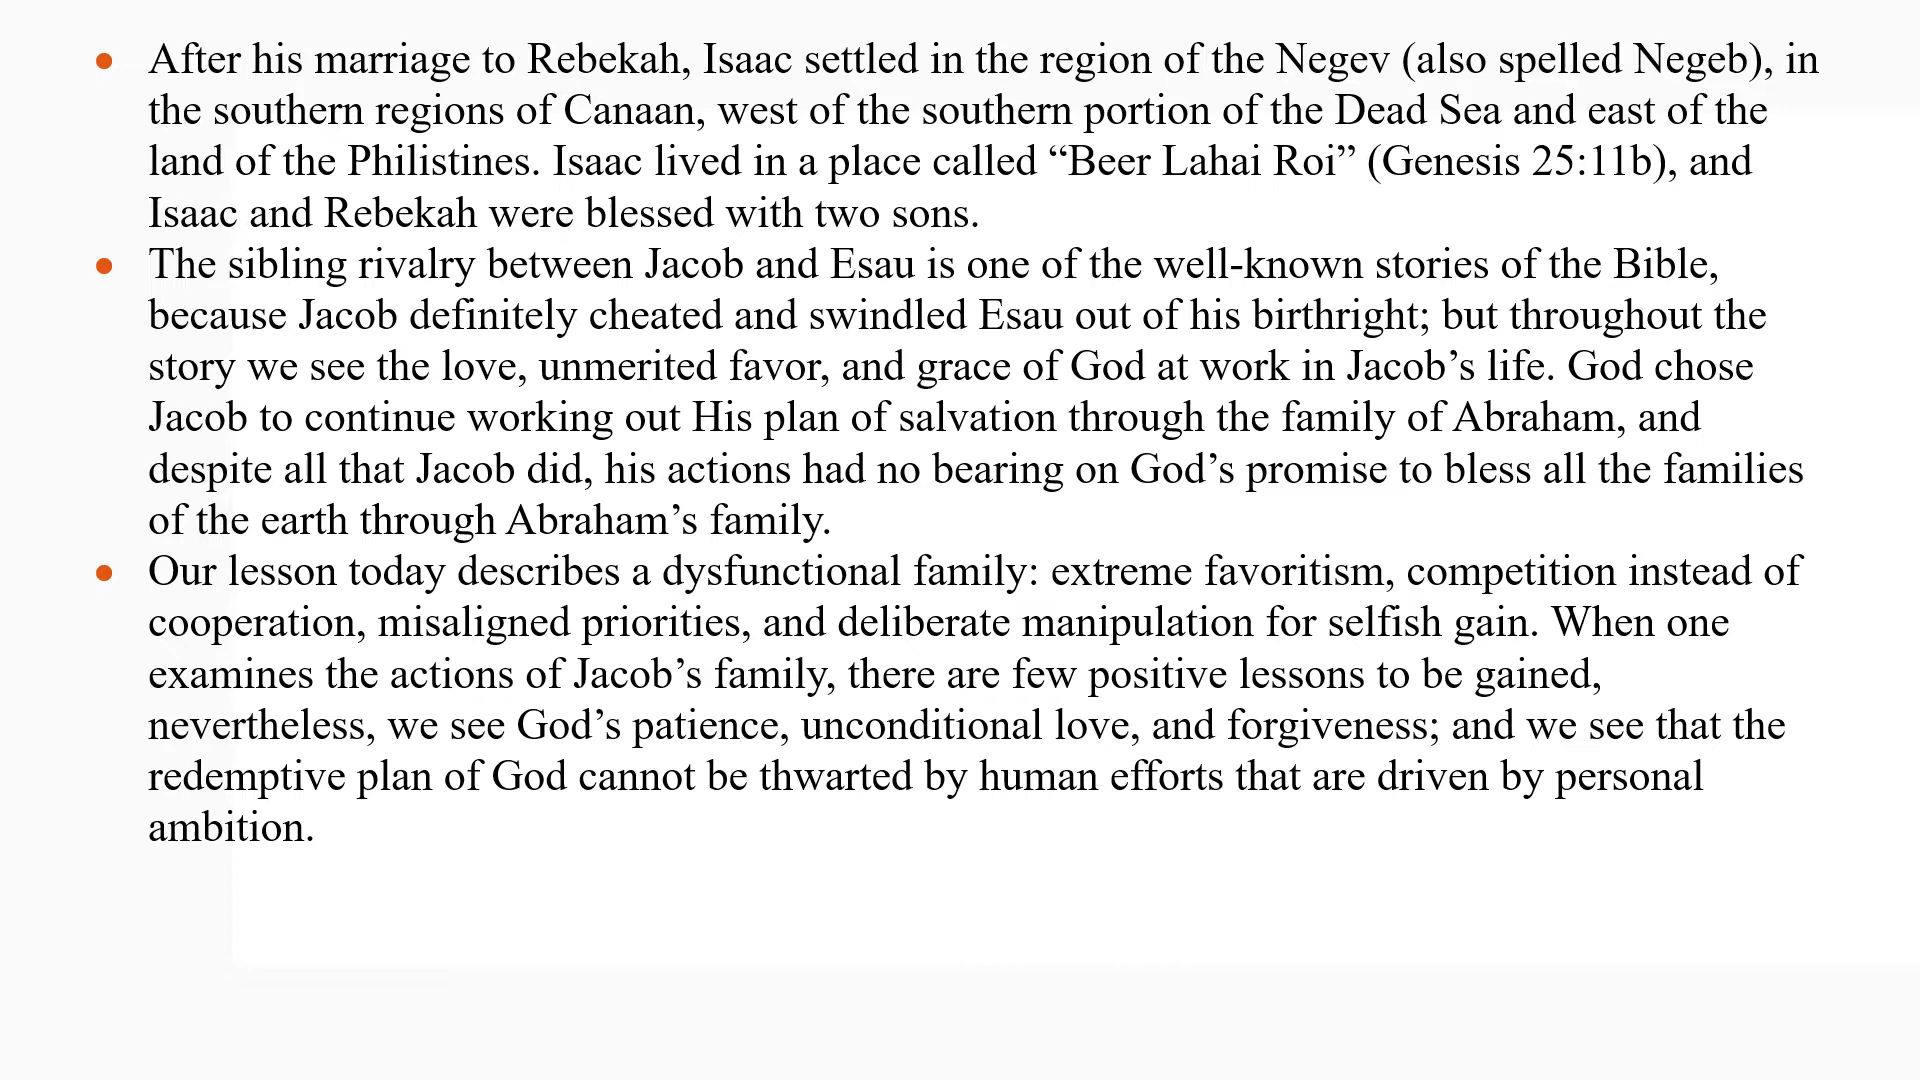 • After his marriage to Rebekah, Isaac settled in the region of the Negev (also spelled Negeb), in
the southern regions of Canaan, west of the southern portion of the Dead Sea and east of the
land of the Philistines. Isaac lived in a place called “Beer Lahai Roi” (Genesis 25:11b), and
Isaac and Rebekah were blessed with two sons.
• The sibling rivalry between Jacob and Esau is one of the well-known stories of the Bible,
because Jacob definitely cheated and swindled Esau out of his birthright; but throughout the
story we see the love, unmerited favor, and grace of God at work in Jacob’s life. God chose
Jacob to continue working out His plan of salvation through the family of Abraham, and
despite all that Jacob did, his actions had no bearing on God’s promise to bless all the families
of the earth through Abraham’s family.
• Our lesson today describes a dysfunctional family: extreme favoritism, competition instead of
cooperation, misaligned priorities, and deliberate manipulation for selfish gain. When one
examines the actions of Jacob’s family, there are few positive lessons to be gained,
nevertheless, we see God’s patience, unconditional love, and forgiveness; and we see that the
redemptive plan of God cannot be thwarted by human efforts that are driven by personal
ambition.